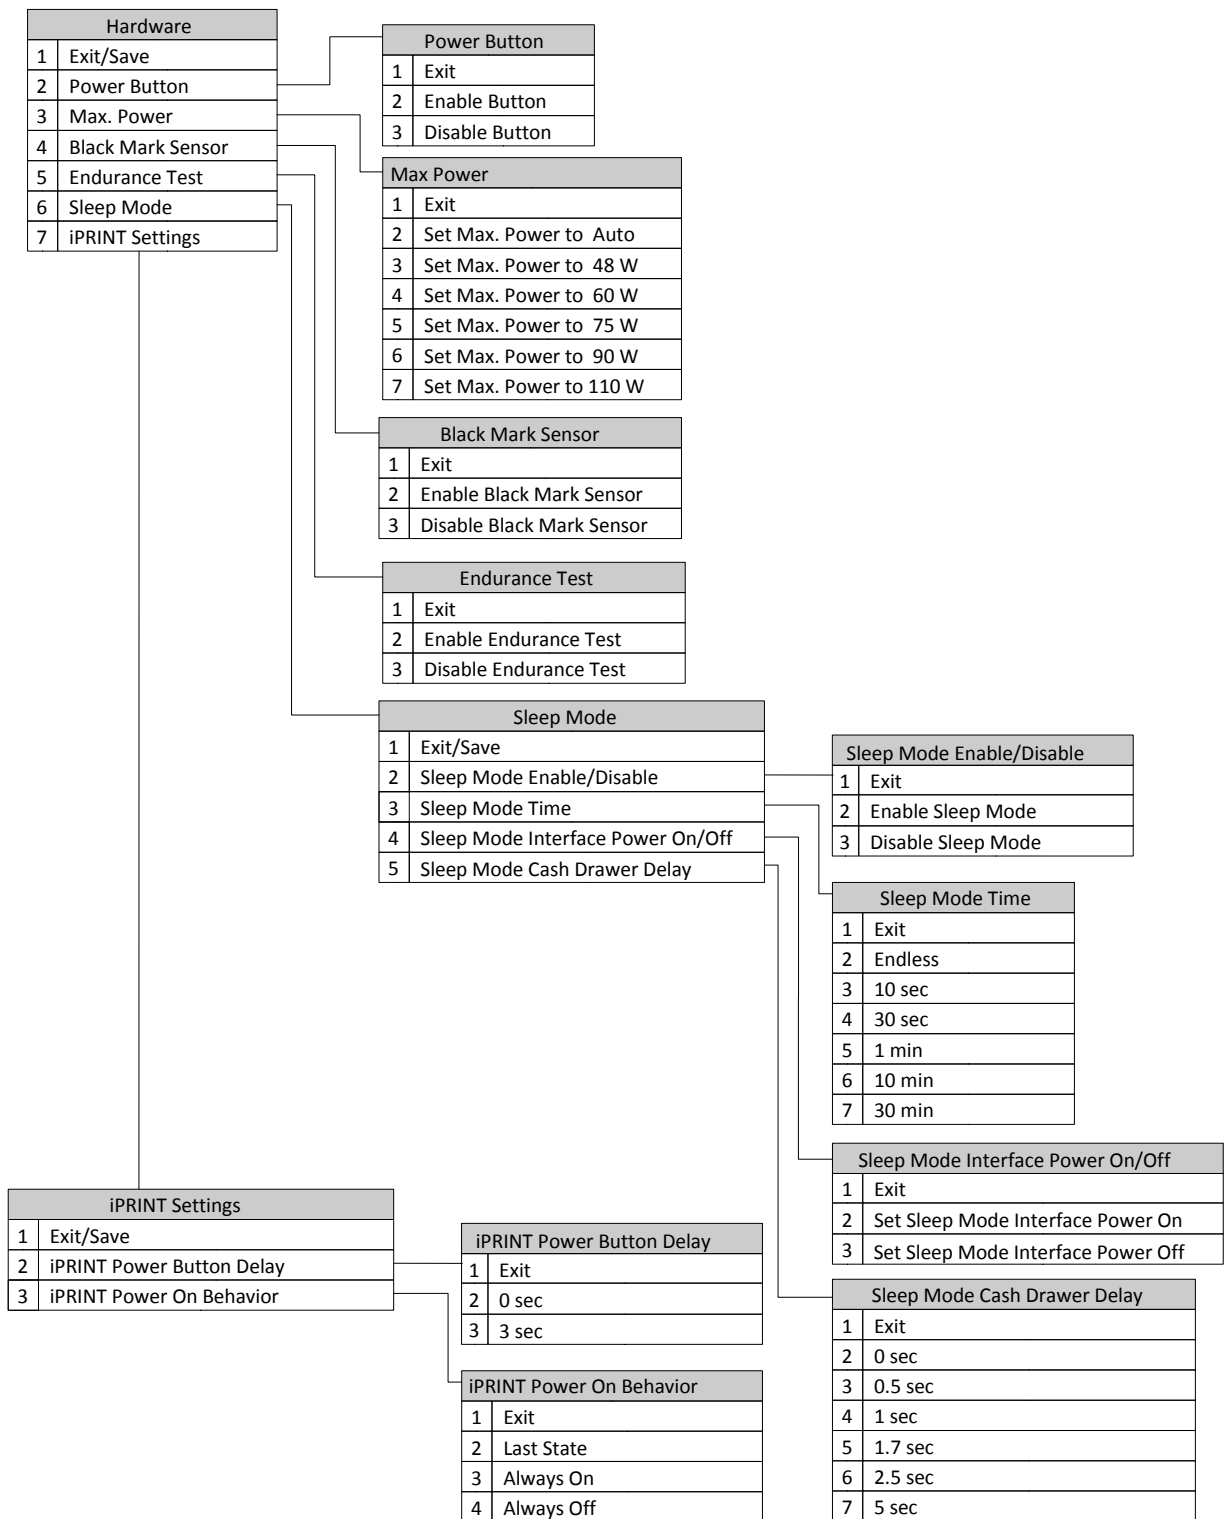 Hardware
1 Exit/Save
2 Power Button
3 Max. Power
4 Black Mark Sensor
5 Endurance Test
6 Sleep Mode
7 iPRINT Settings
Power Button
1 Exit
2 Enable Button
3 Disable Button
Max Power
1 Exit
2 Set Max. Power to Auto
3 Set Max. Power to 48 W
4 Set Max. Power to 60 W
5 Set Max. Power to 75 W
6 Set Max. Power to 90 W
7 Set Max. Power to 110 W
Black Mark Sensor
1 Exit
2 Enable Black Mark Sensor
3 Disable Black Mark Sensor
Endurance Test
1 Exit
2 Enable Endurance Test
3 Disable Endurance Test
Sleep Mode
1 Exit/Save
2 Sleep Mode Enable/Disable
3 Sleep Mode Time
4 Sleep Mode Interface Power On/Off
5 Sleep Mode Cash Drawer Delay
Sleep Mode Enable/Disable
1 Exit
2 Enable Sleep Mode
3 Disable Sleep Mode
Sleep Mode Time
1 Exit
2 Endless
3 10 sec
4 30 sec
5 1 min
6 10 min
7 30 min
Sleep Mode Interface Power On/Off
1 Exit
2 Set Sleep Mode Interface Power On
3 Set Sleep Mode Interface Power Off
Sleep Mode Cash Drawer Delay
1 Exit
2 0 sec
3 0.5 sec
4 1 sec
5 1.7 sec
6 2.5 sec
7 5 sec
iPRINT Settings
1 Exit/Save
2 iPRINT Power Button Delay
3 iPRINT Power On Behavior
iPRINT Power Button Delay
1 Exit
2 0 sec
3 3 sec
iPRINT Power On Behavior
1 Exit
2 Last State
3 Always On
4 Always Off